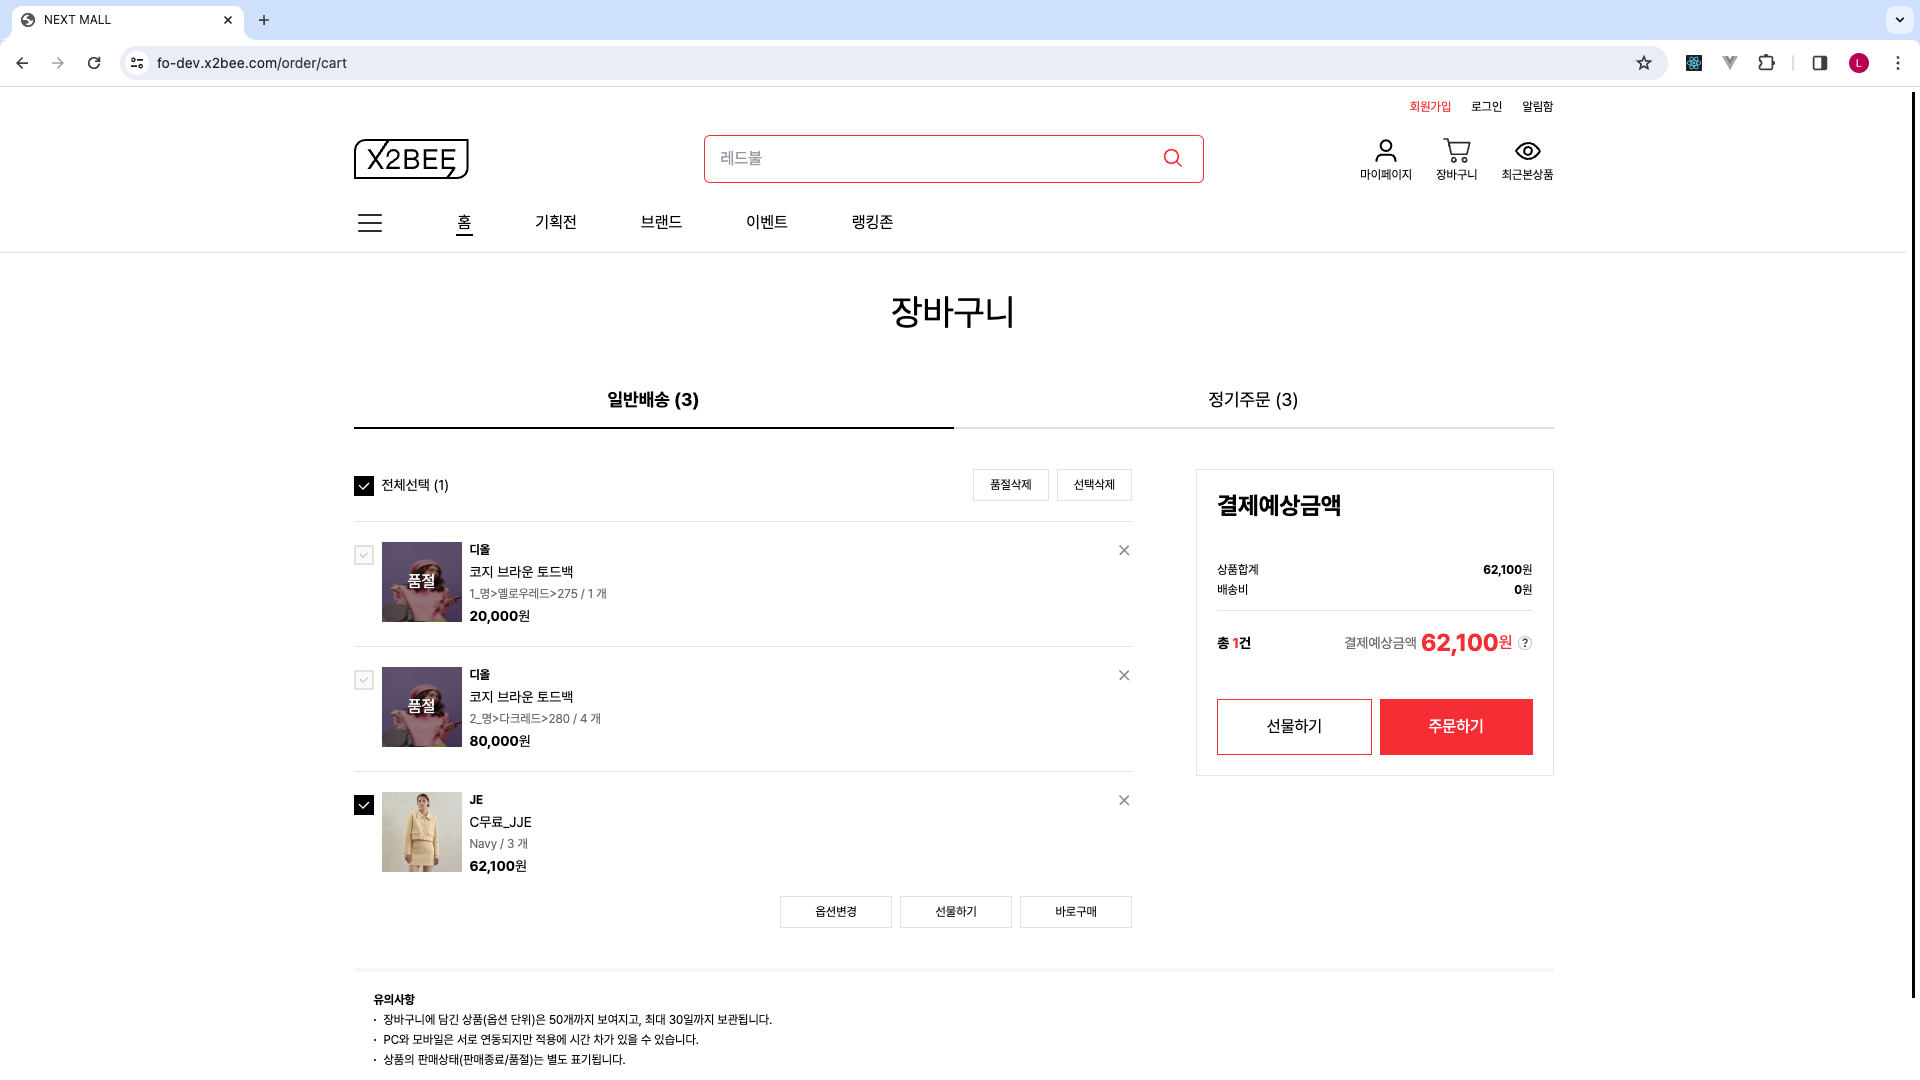 NEXT MALL
fo-dev.x2bee.com/order/cart
L
회원가입 로그인 알림함
X2BEE
레드불
마이페이지 장바구니 최근본상품
홈 기획전 브랜드 이벤트 랭킹존
장바구니
일반배송 (3) 정기주문 (3)
전체선택 (1) 품절삭제 선택삭제
디올
품절
코지 브라운 토드백
1_명>옐로우레드>275 / 1 개
20,000원
디올
품절
코지 브라운 토드백
2_명>다크레드>280 / 4 개
80,000원
JE
C무료_JJE
Navy / 3 개
62,100원
옵션변경 선물하기 바로구매
결제예상금액
상품합계 62,100원
배송비 0원
총 1건 결제예상금액 62,100원 ?
선물하기 주문하기
유의사항
· 장바구니에 담긴 상품(옵션 단위)은 50개까지 보여지고, 최대 30일까지 보관됩니다.
· PC와 모바일은 서로 연동되지만 적용에 시간 차가 있을 수 있습니다.
· 상품의 판매상태(판매종료/품절)는 별도 표기됩니다.